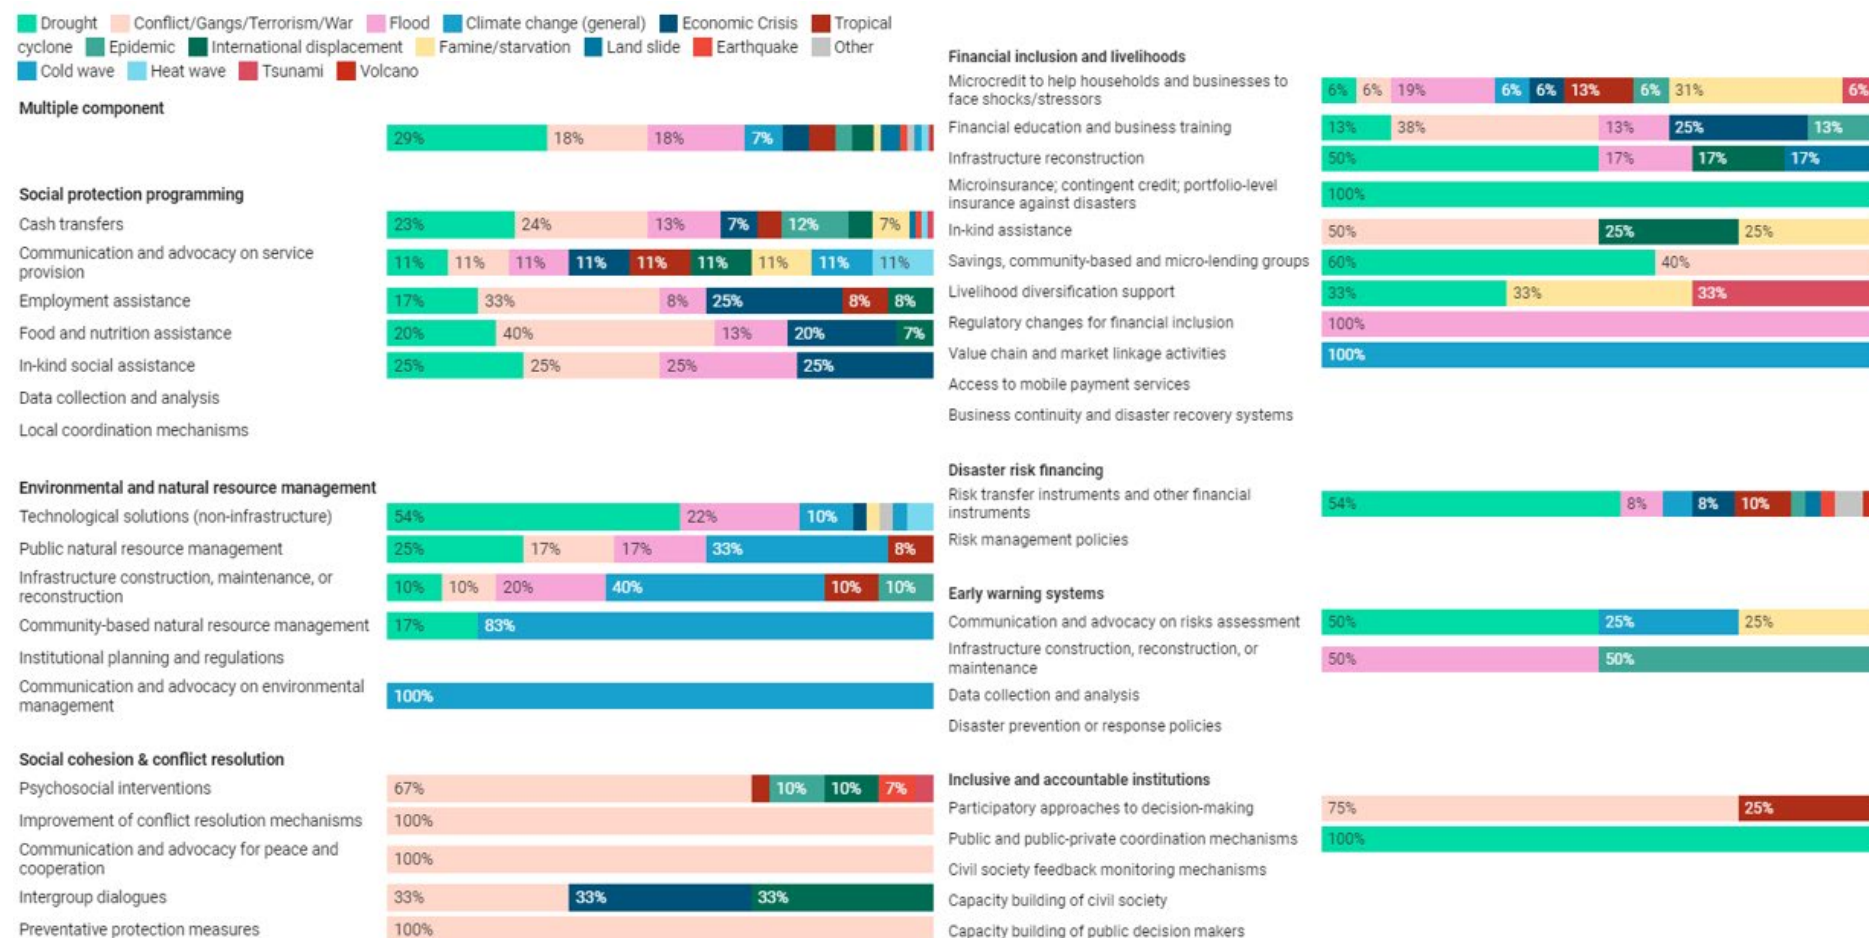 Drought Conflict/Gangs/Terrorism/War Flood Climate change (general) Economic Crisis Tropical
cyclone Epidemic International displacement Famine/starvation Land slide Earthquake Other
Cold wave Heat wave Tsunami Volcano
Multiple component
29% 18% 18% 7%
Social protection programming
Cash transfers
23% 24% 13% 7% 12% 7%
Communication and advocacy on service
provision
11% 11% 11% 11% 11% 11% 11% 11% 11%
Employment assistance
17% 33% 8% 25% 8% 8%
Food and nutrition assistance
20% 40% 13% 20% 7%
In-kind social assistance
25% 25% 25% 25%
Data collection and analysis
Local coordination mechanisms
Environmental and natural resource management
Technological solutions (non-infrastructure)
54% 22% 10%
Public natural resource management
25% 17% 17% 33% 8%
Infrastructure construction, maintenance, or
reconstruction
10% 10% 20% 40% 10% 10%
Community-based natural resource management
17% 83%
Institutional planning and regulations
Communication and advocacy on environmental
management
100%
Social cohesion & conflict resolution
Psychosocial interventions
67% 10% 10% 7%
Improvement of conflict resolution mechanisms
100%
Communication and advocacy for peace and
cooperation
100%
Intergroup dialogues
33% 33% 33%
Preventative protection measures
100%
Financial inclusion and livelihoods
Microcredit to help households and businesses to
face shocks/stressors
6% 6% 19% 6% 6% 13% 6% 31% 6%
Financial education and business training
13% 38% 13% 25% 13%
Infrastructure reconstruction
50% 17% 17% 17%
Microinsurance; contingent credit; portfolio-level
insurance against disasters
100%
In-kind assistance
50% 25% 25%
Savings, community-based and micro-lending groups
60% 40%
Livelihood diversification support
33% 33% 33%
Regulatory changes for financial inclusion
100%
Value chain and market linkage activities
100%
Access to mobile payment services
Business continuity and disaster recovery systems
Disaster risk financing
Risk transfer instruments and other financial
instruments
54% 8% 8% 10%
Risk management policies
Early warning systems
Communication and advocacy on risks assessment
50% 25% 25%
Infrastructure construction, reconstruction, or
maintenance
50% 50%
Data collection and analysis
Disaster prevention or response policies
Inclusive and accountable institutions
Participatory approaches to decision-making
75% 25%
Public and public-private coordination mechanisms
100%
Civil society feedback monitoring mechanisms
Capacity building of civil society
Capacity building of public decision makers